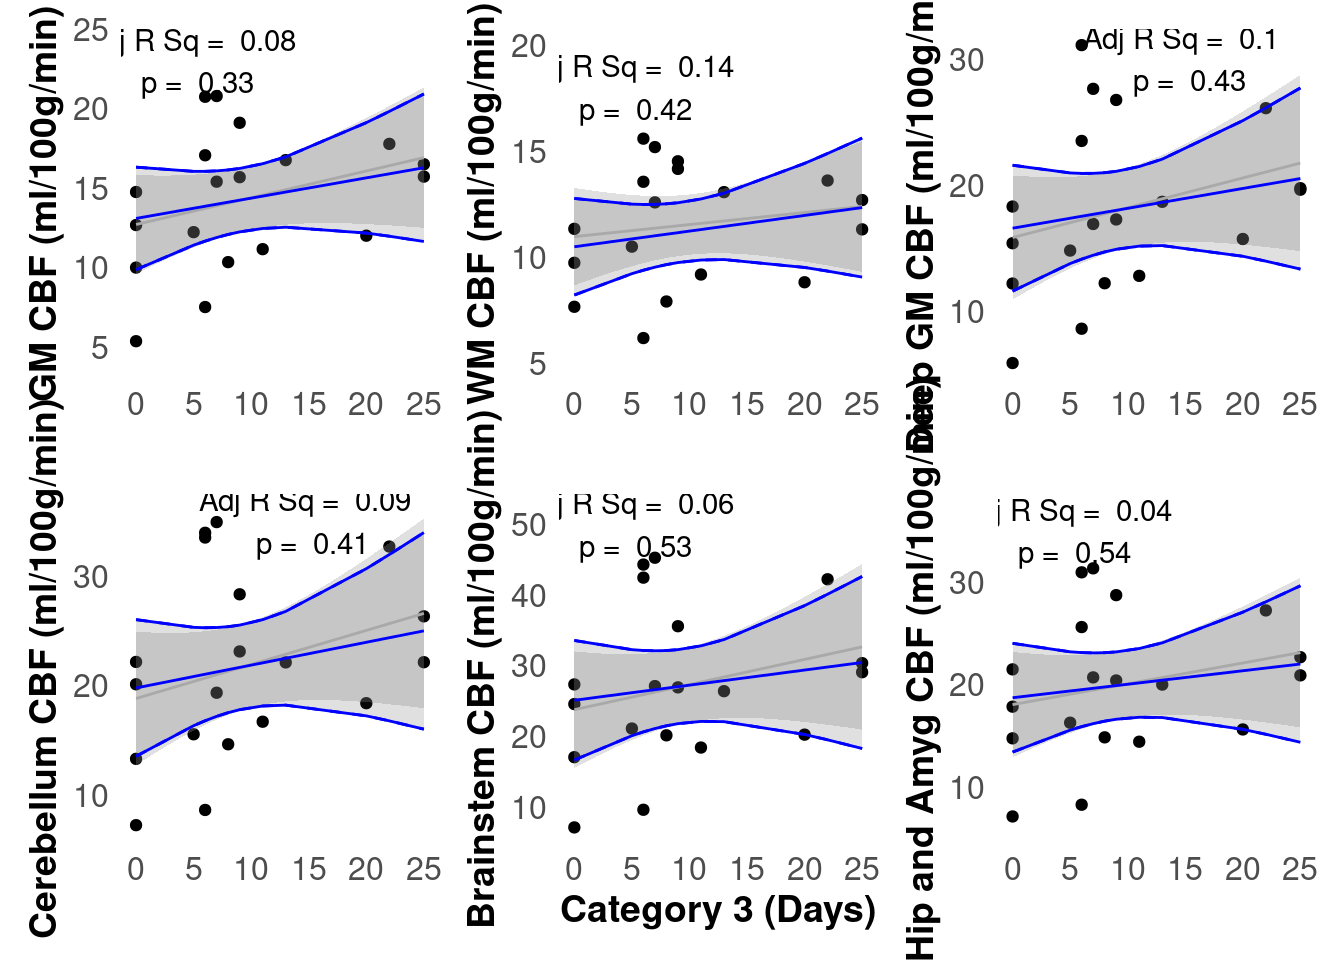 GM CBF (ml/100g/min)
j R Sq = 0.08
p = 0.33
25
20
15
10
5
0 5 10 15 20 25
WM CBF (ml/100g/min)
j R Sq = 0.14
p = 0.42
20
15
10
5
0 5 10 15 20 25
Deep GM CBF (ml/100g/m
Adj R Sq = 0.1
p = 0.43
30
20
10
0 5 10 15 20 25
Cerebellum CBF (ml/100g/min)
Adj R Sq = 0.09
p = 0.41
30
20
10
0 5 10 15 20 25
Brainstem CBF (ml/100g/min)
j R Sq = 0.06
p = 0.53
50
40
30
20
10
0 5 10 15 20 25
Category 3 (Days)
Hip and Amyg CBF (ml/100g/min)
j R Sq = 0.04
p = 0.54
30
20
10
0 5 10 15 20 25